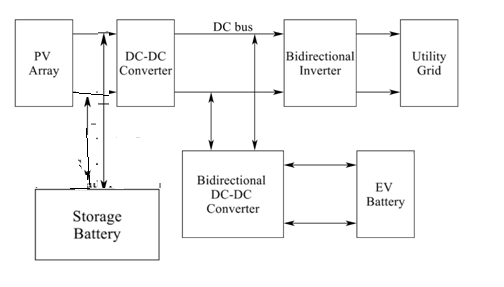 DC bus
PV
Array
DC-DC
Converter
Bidirectional
Inverter
Utility
Grid
Bidirectional
DC-DC
Converter
EV
Battery
Storage
Battery